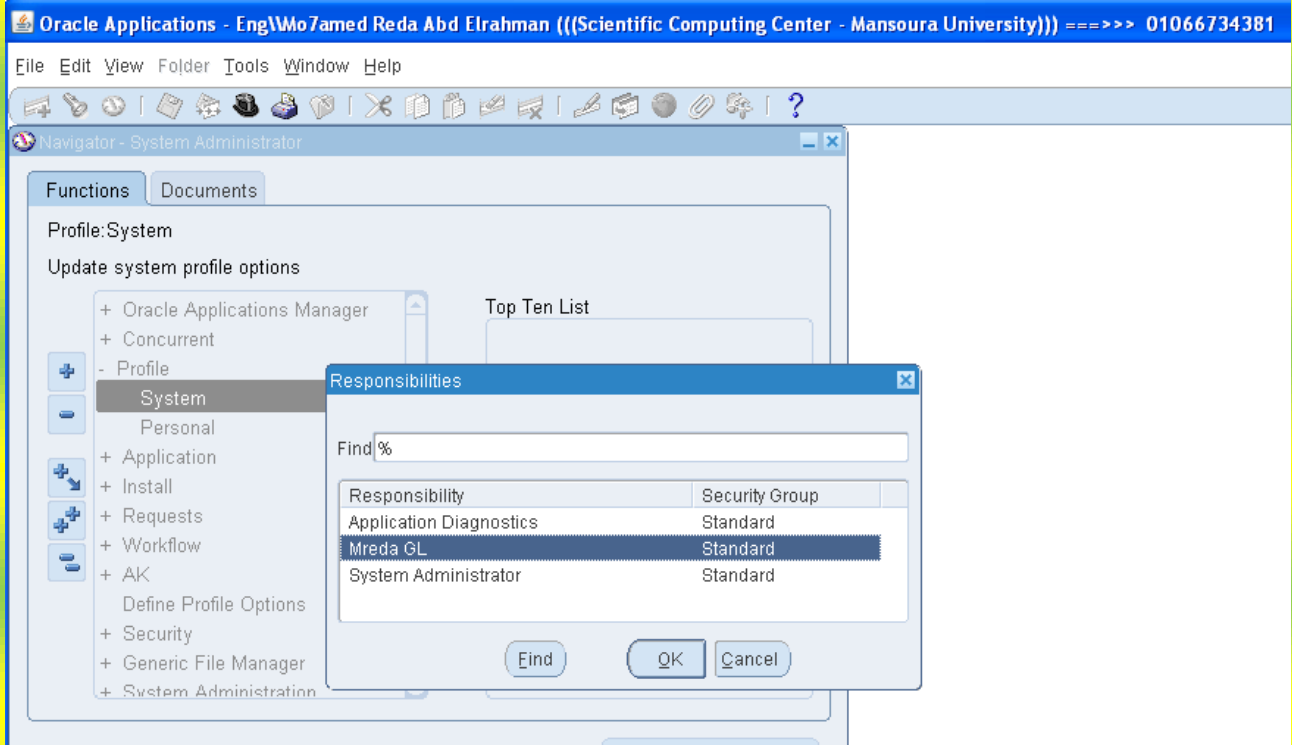 Oracle Applications - Eng\\Mo7amed Reda Abd Elrahman (((Scientific Computing Center - Mansoura University))) ===>>> 01066734381
File Edit View Folder Tools Window Help
Navigator - System Administrator
Functions Documents
Profile:System
Update system profile options
+ Oracle Applications Manager
Top Ten List
+ Concurrent
- Profile
System
Personal
+ Application
+ Install
+ Requests
+ Workflow
+ AK
Define Profile Options
+ Security
+ Generic File Manager
+ System Administration
Responsibilities
Find %
Responsibility Security Group
Application Diagnostics Standard
Mreda GL Standard
System Administrator Standard
Find OK Cancel